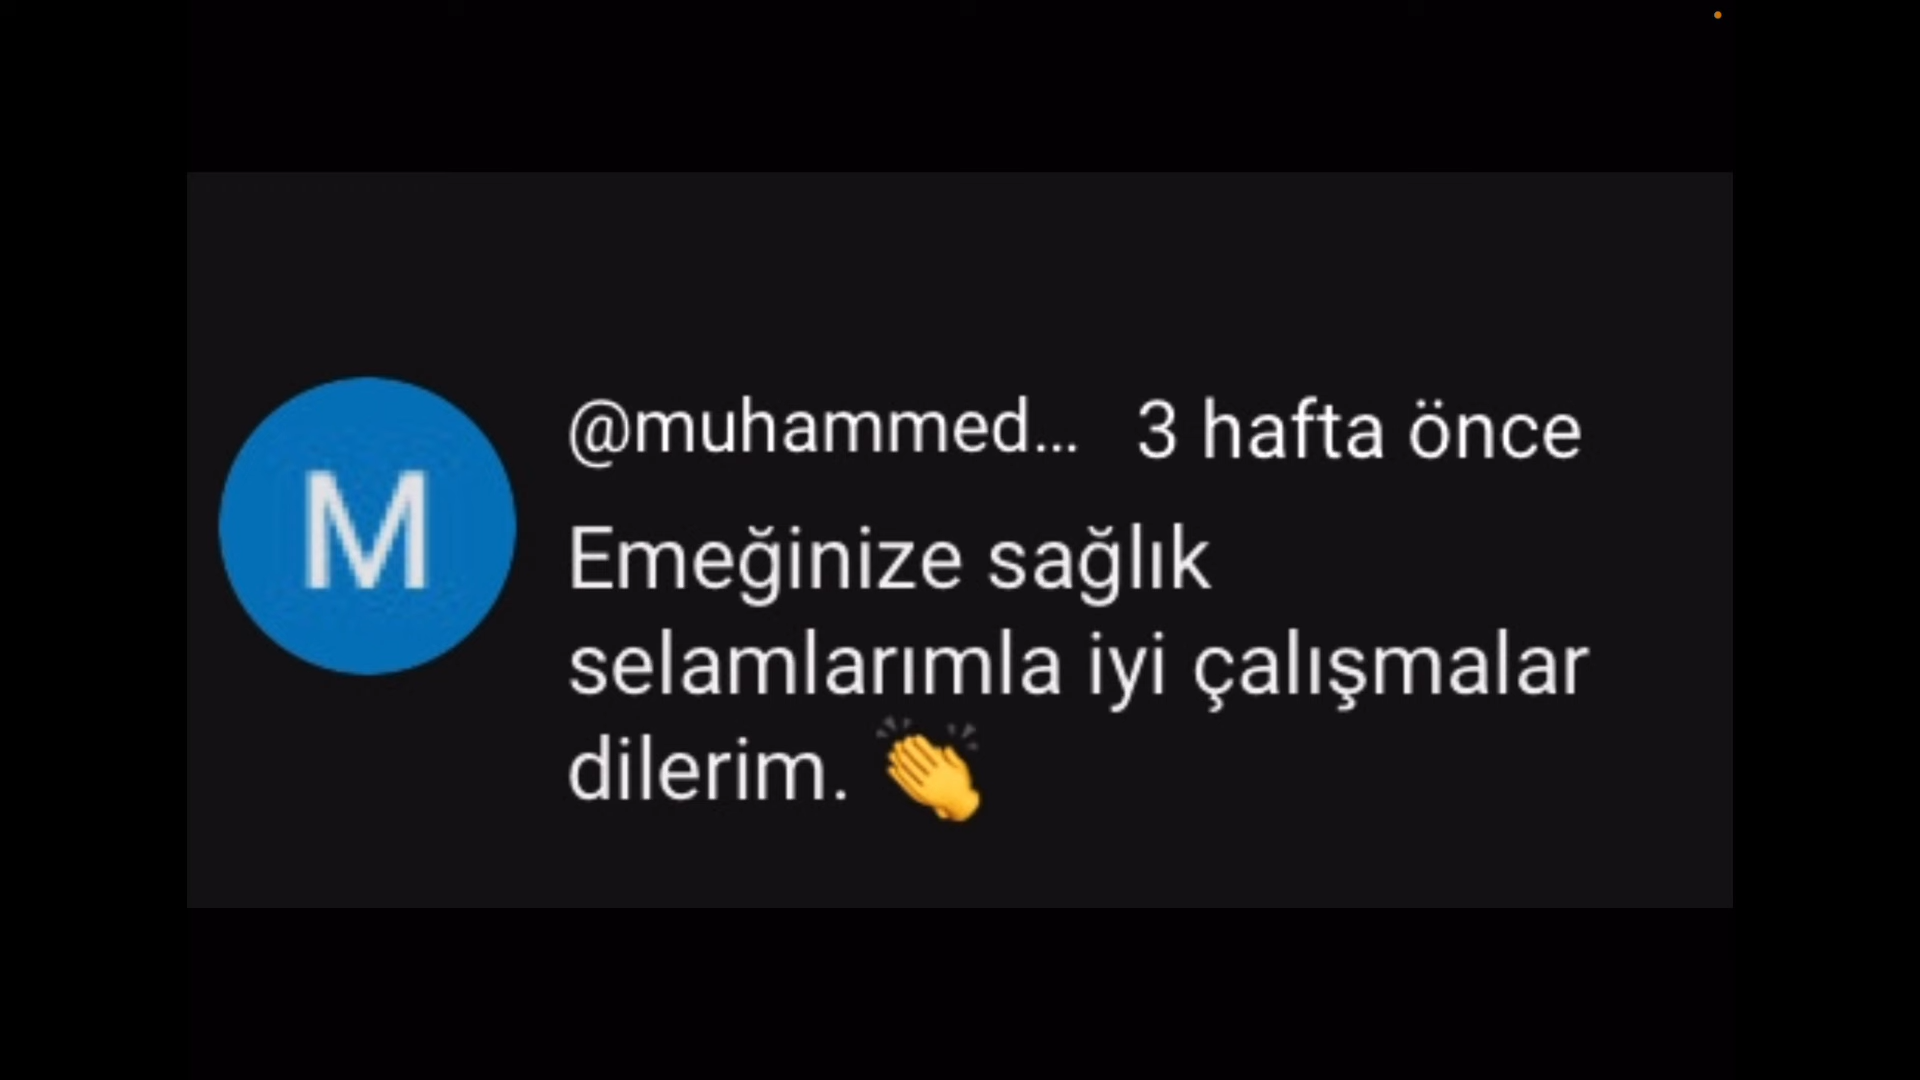 M
@muhammed... 3 hafta önce
Emeğinize sağlık
selamlarımla iyi çalışmalar
dilerim. 👏